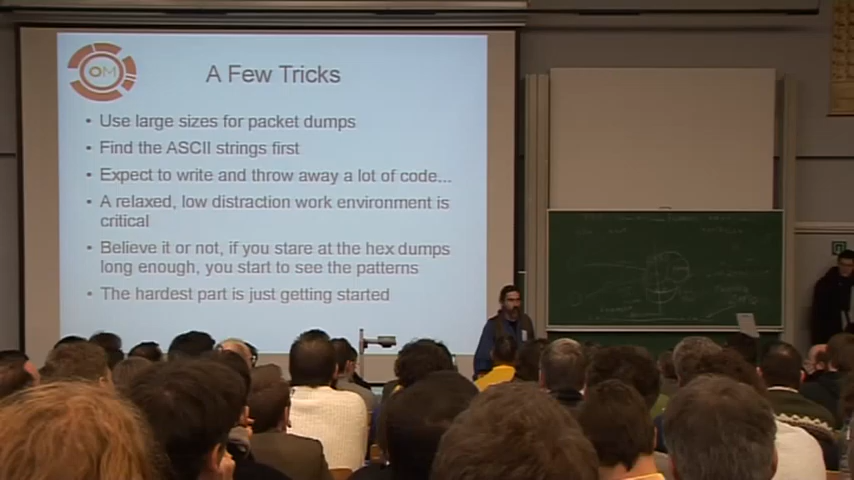 OM
A Few Tricks
• Use large sizes for packet dumps
• Find the ASCII strings first
• Expect to write and throw away a lot of code...
• A relaxed, low distraction work environment is
critical
• Believe it or not, if you stare at the hex dumps
long enough, you start to see the patterns
• The hardest part is just getting started